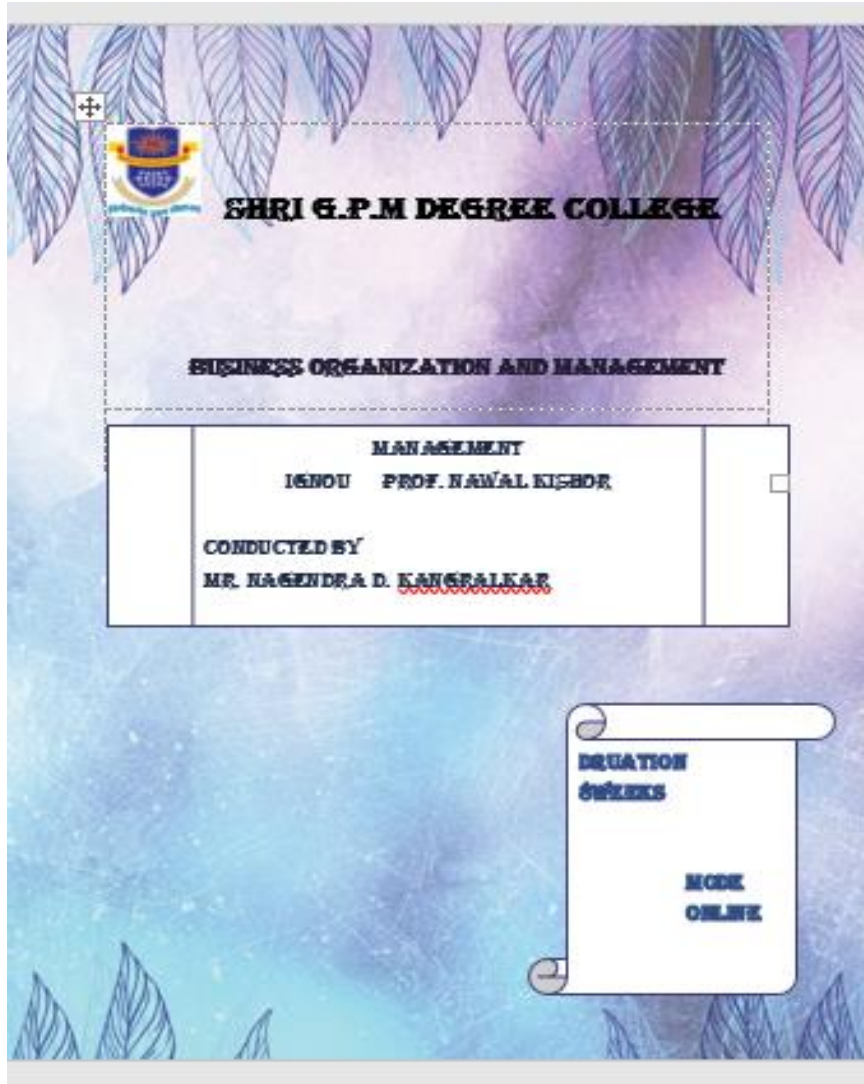 SHRI G.P.M DEGREE COLLEGE
BUSINESS ORGANIZATION AND MANAGEMENT
MANAGEMENT
IGNOU PROF. NAWAL KISHOR
CONDUCTED BY
MR. NAGENDRA D. KANGRALKAR
DRUATION
WEEKS
MODE
ONLINE